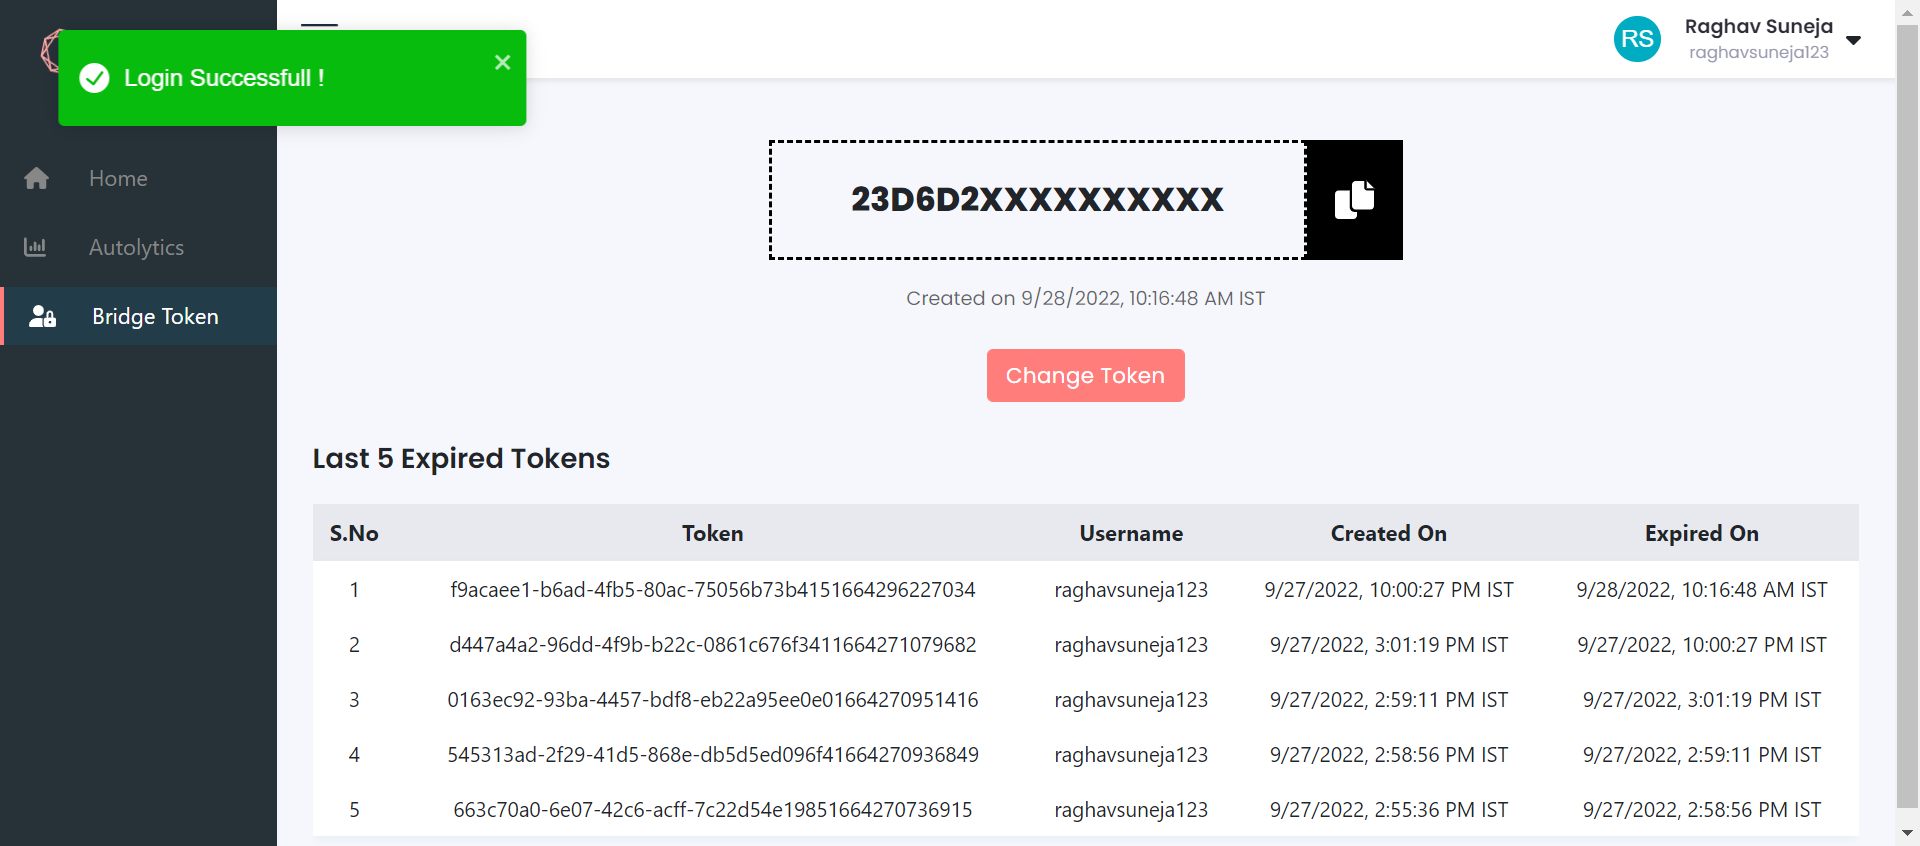 Login Successfull !
RS
Raghav Suneja
raghavsuneja123
Home
Autolytics
Bridge Token
23D6D2XXXXXXXXXX
Created on 9/28/2022, 10:16:48 AM IST
Change Token
Last 5 Expired Tokens
S.No Token Username Created On Expired On
1 f9acaee1-b6ad-4fb5-80ac-75056b73b4151664296227034 raghavsuneja123 9/27/2022, 10:00:27 PM IST 9/28/2022, 10:16:48 AM IST
2 d447a4a2-96dd-4f9b-b22c-0861c676f3411664271079682 raghavsuneja123 9/27/2022, 3:01:19 PM IST 9/27/2022, 10:00:27 PM IST
3 0163ec92-93ba-4457-bdf8-eb22a95ee0e01664270951416 raghavsuneja123 9/27/2022, 2:59:11 PM IST 9/27/2022, 3:01:19 PM IST
4 545313ad-2f29-41d5-868e-db5d5ed096f41664270936849 raghavsuneja123 9/27/2022, 2:58:56 PM IST 9/27/2022, 2:59:11 PM IST
5 663c70a0-6e07-42c6-acff-7c22d54e19851664270736915 raghavsuneja123 9/27/2022, 2:55:36 PM IST 9/27/2022, 2:58:56 PM IST